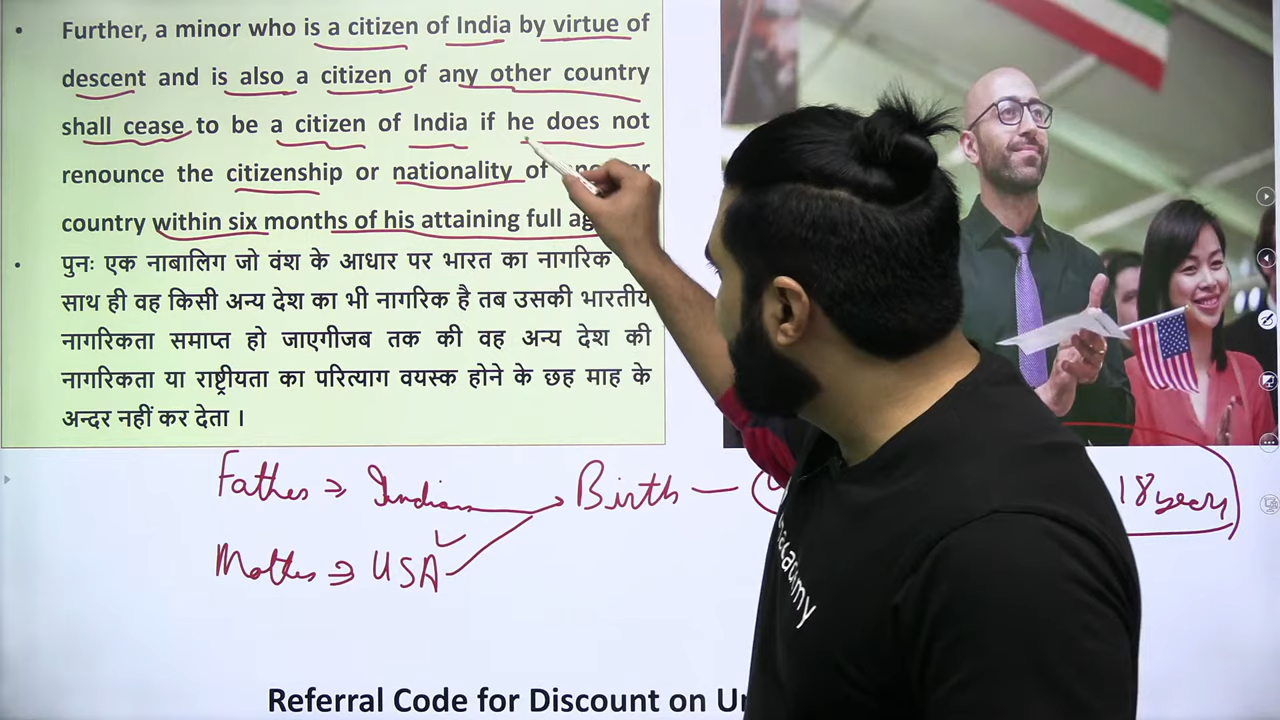 Further, a minor who is a citizen of India by virtue of
descent and is also a citizen of any other country
shall cease to be a citizen of India if he does not
renounce the citizenship or nationality of
country within six months of his attaining full
पुनः एक नाबालिग जो वंश के आधार पर भारत का नागरिक
साथ ही वह किसी अन्य देश का भी नागरिक है तब उसकी भारतीय
नागरिकता समाप्त हो जाएगीजब तक की वह अन्य देश की
नागरिकता या राष्ट्रीयता का परित्याग वयस्क होने के छह माह के
अन्दर नहीं कर देता ।
Father ⇒ Indian Birth — 18 years
Mother ⇒ USA
Referral Code for Discount on